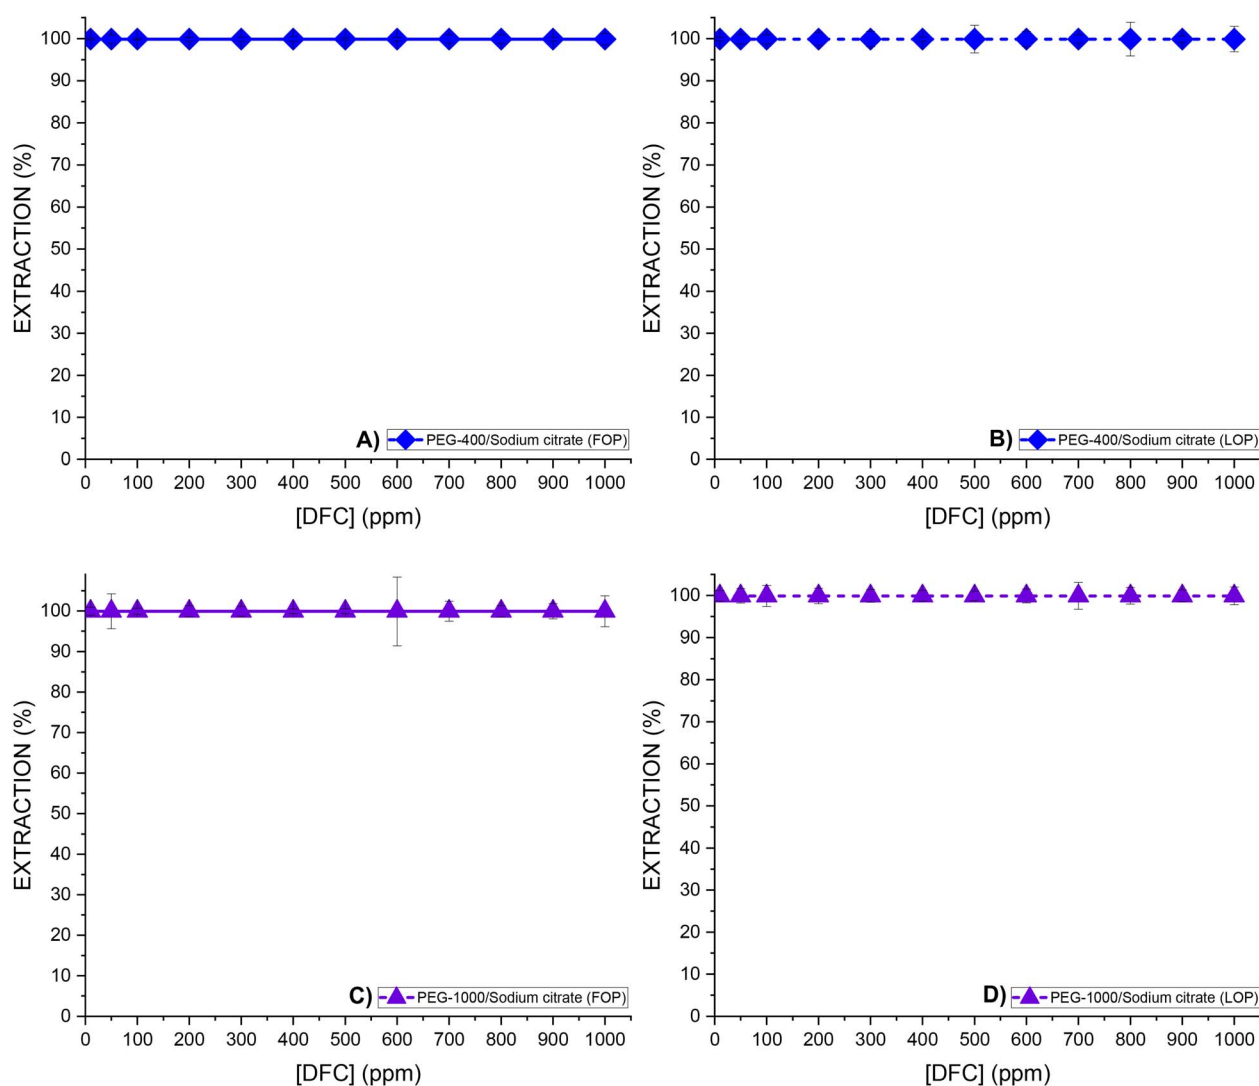 EXTRACTION (%)
100
90
80
70
60
50
40
30
20
10
0
A) PEG-400/Sodium citrate (FOP)
0 100 200 300 400 500 600 700 800 900 1000
[DFC] (ppm)
EXTRACTION (%)
100
90
80
70
60
50
40
30
20
10
0
B) PEG-400/Sodium citrate (LOP)
0 100 200 300 400 500 600 700 800 900 1000
[DFC] (ppm)
EXTRACTION (%)
100
90
80
70
60
50
40
30
20
10
0
C) PEG-1000/Sodium citrate (FOP)
0 100 200 300 400 500 600 700 800 900 1000
[DFC] (ppm)
EXTRACTION (%)
100
90
80
70
60
50
40
30
20
10
0
D) PEG-1000/Sodium citrate (LOP)
0 100 200 300 400 500 600 700 800 900 1000
[DFC] (ppm)